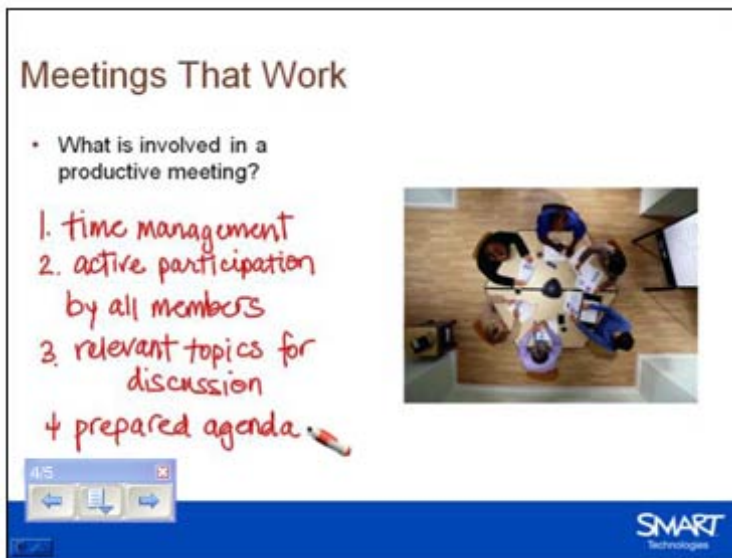 Meetings That Work
• What is involved in a
productive meeting?
1. time management
2. active participation
by all members
3. relevant topics for
discussion
4 prepared agenda
4/5
SMART
Technologies